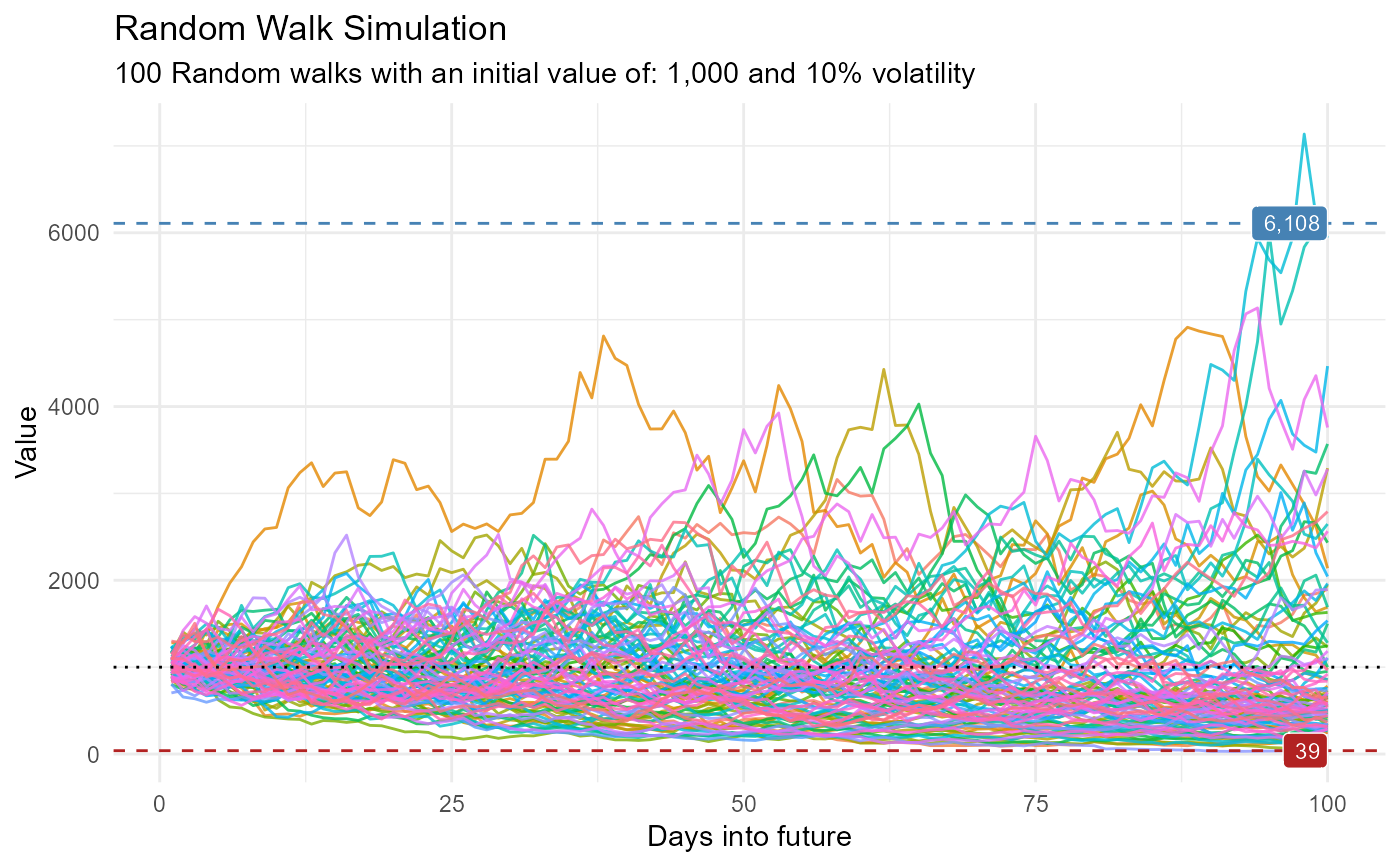 Random Walk Simulation
100 Random walks with an initial value of: 1,000 and 10% volatility
Value
6000
4000
2000
0
6,108
39
0
25
50
75
100
Days into future